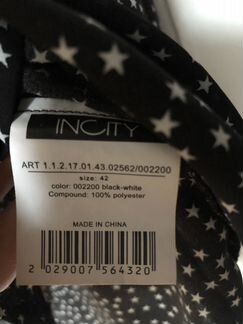 INCITY
ART 1.1.2.17.01.43.02562/002200
size: 42
color: 002200 black-white
Compound: 100% polyester
MADE IN CHINA
2 029007 564320